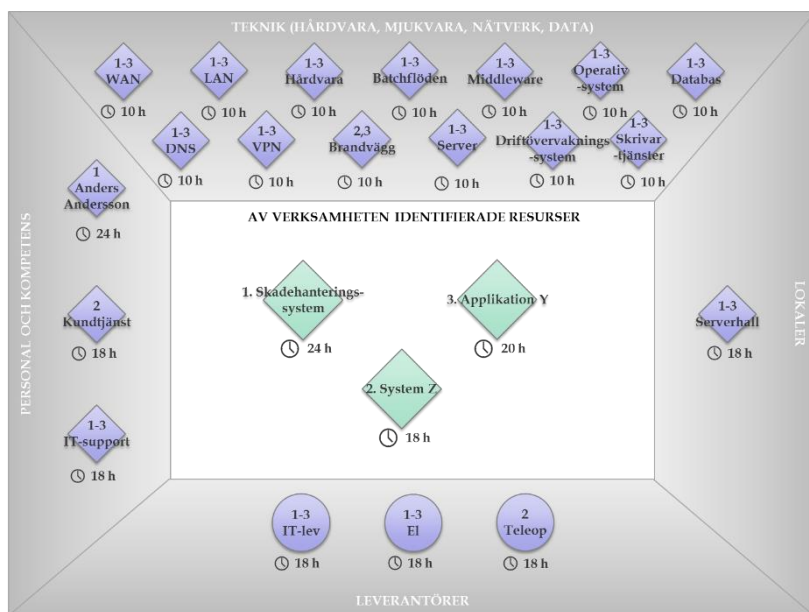 TEKNIK (HÅRDVARA, MJUKVARA, NÄTVERK, DATA)
1-3
WAN
10 h
1-3
LAN
10 h
1-3
Hårdvara
10 h
1-3
Batchflöden
10 h
1-3
Middleware
10 h
1-3
Operativ
-system
10 h
1-3
Databas
10 h
1-3
DNS
10 h
1-3
VPN
10 h
2,3
Brandvägg
10 h
1-3
Server
10 h
1-3
Driftövervaknings
-system
10 h
1-3
Skrivar
-tjänster
10 h
PERSONAL OCH KOMPETENS
1
Anders
Andersson
24 h
2
Kundtjänst
18 h
1-3
IT-support
18 h
AV VERKSAMHETEN IDENTIFIERADE RESURSER
1. Skadehanterings-
system
24 h
3. Applikation Y
20 h
2. System Z
18 h
LOKALER
1-3
Serverhall
18 h
1-3
IT-lev
18 h
1-3
El
18 h
2
Teleop
18 h
LEVERANTÖRER